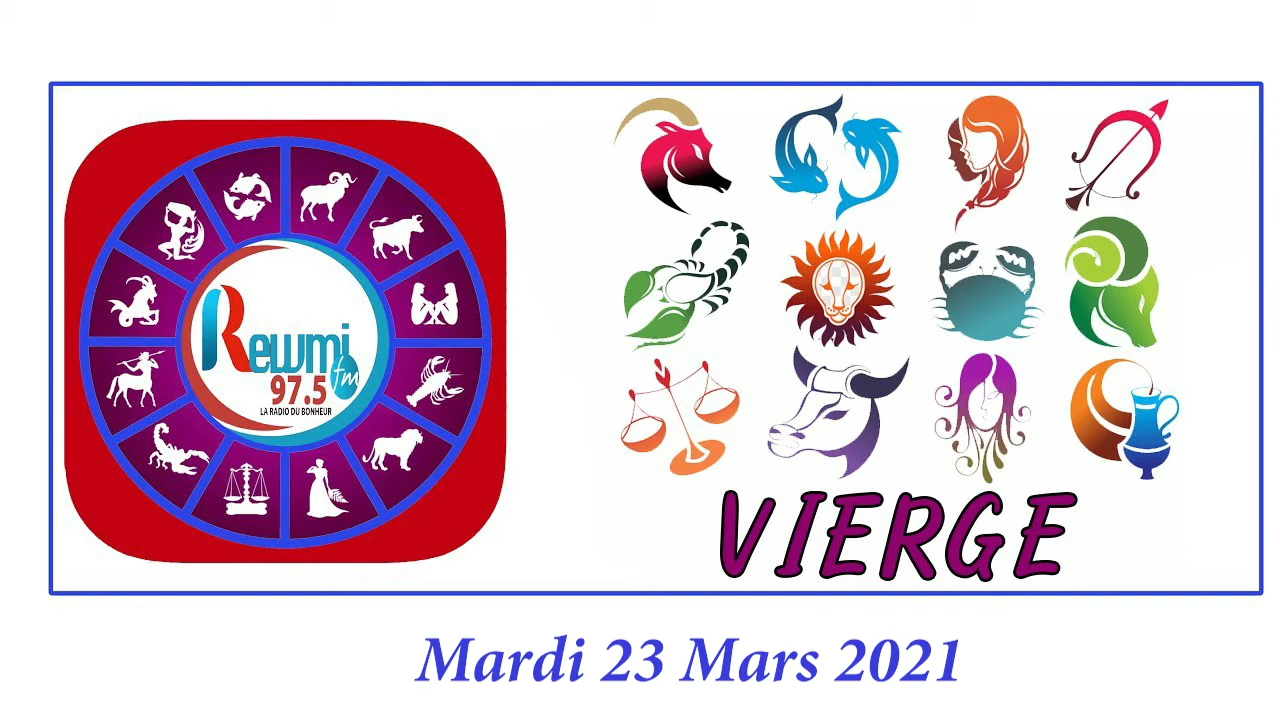 Rewmi
fm
97.5
LA RADIO DU BONHEUR
VIERGE
Mardi 23 Mars 2021